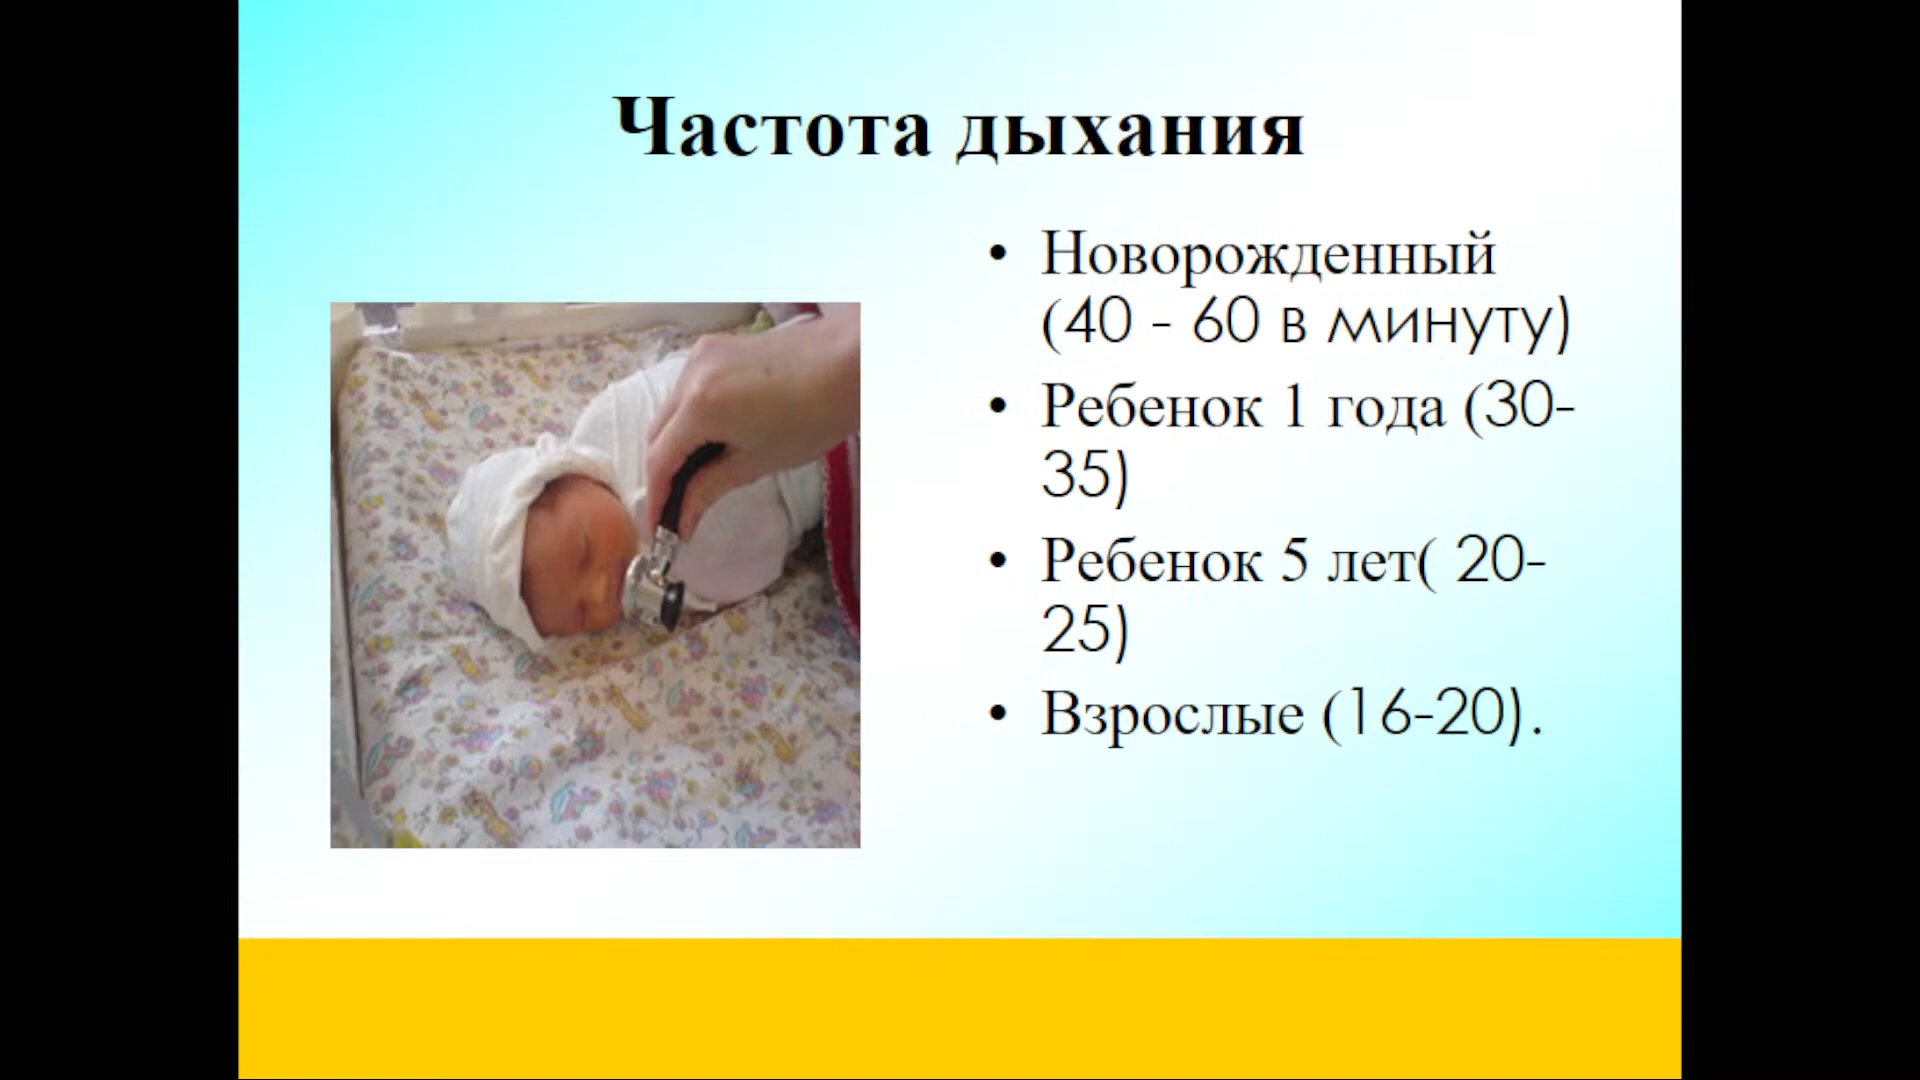 Частота дыхания
• Новорожденный
(40 - 60 в минуту)
• Ребенок 1 года (30-
35)
• Ребенок 5 лет( 20-
25)
• Взрослые (16-20).